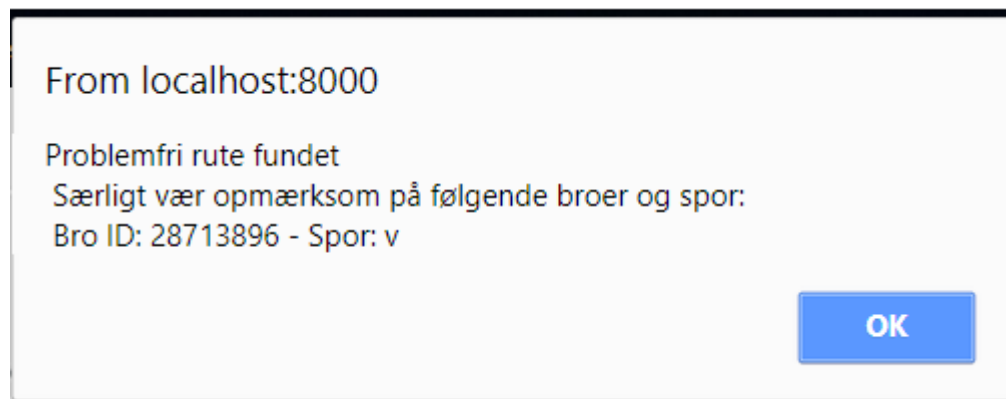 From localhost:8000
Problemfri rute fundet
Særligt vær opmærksom på følgende broer og spor:
Bro ID: 28713896 - Spor: v
OK